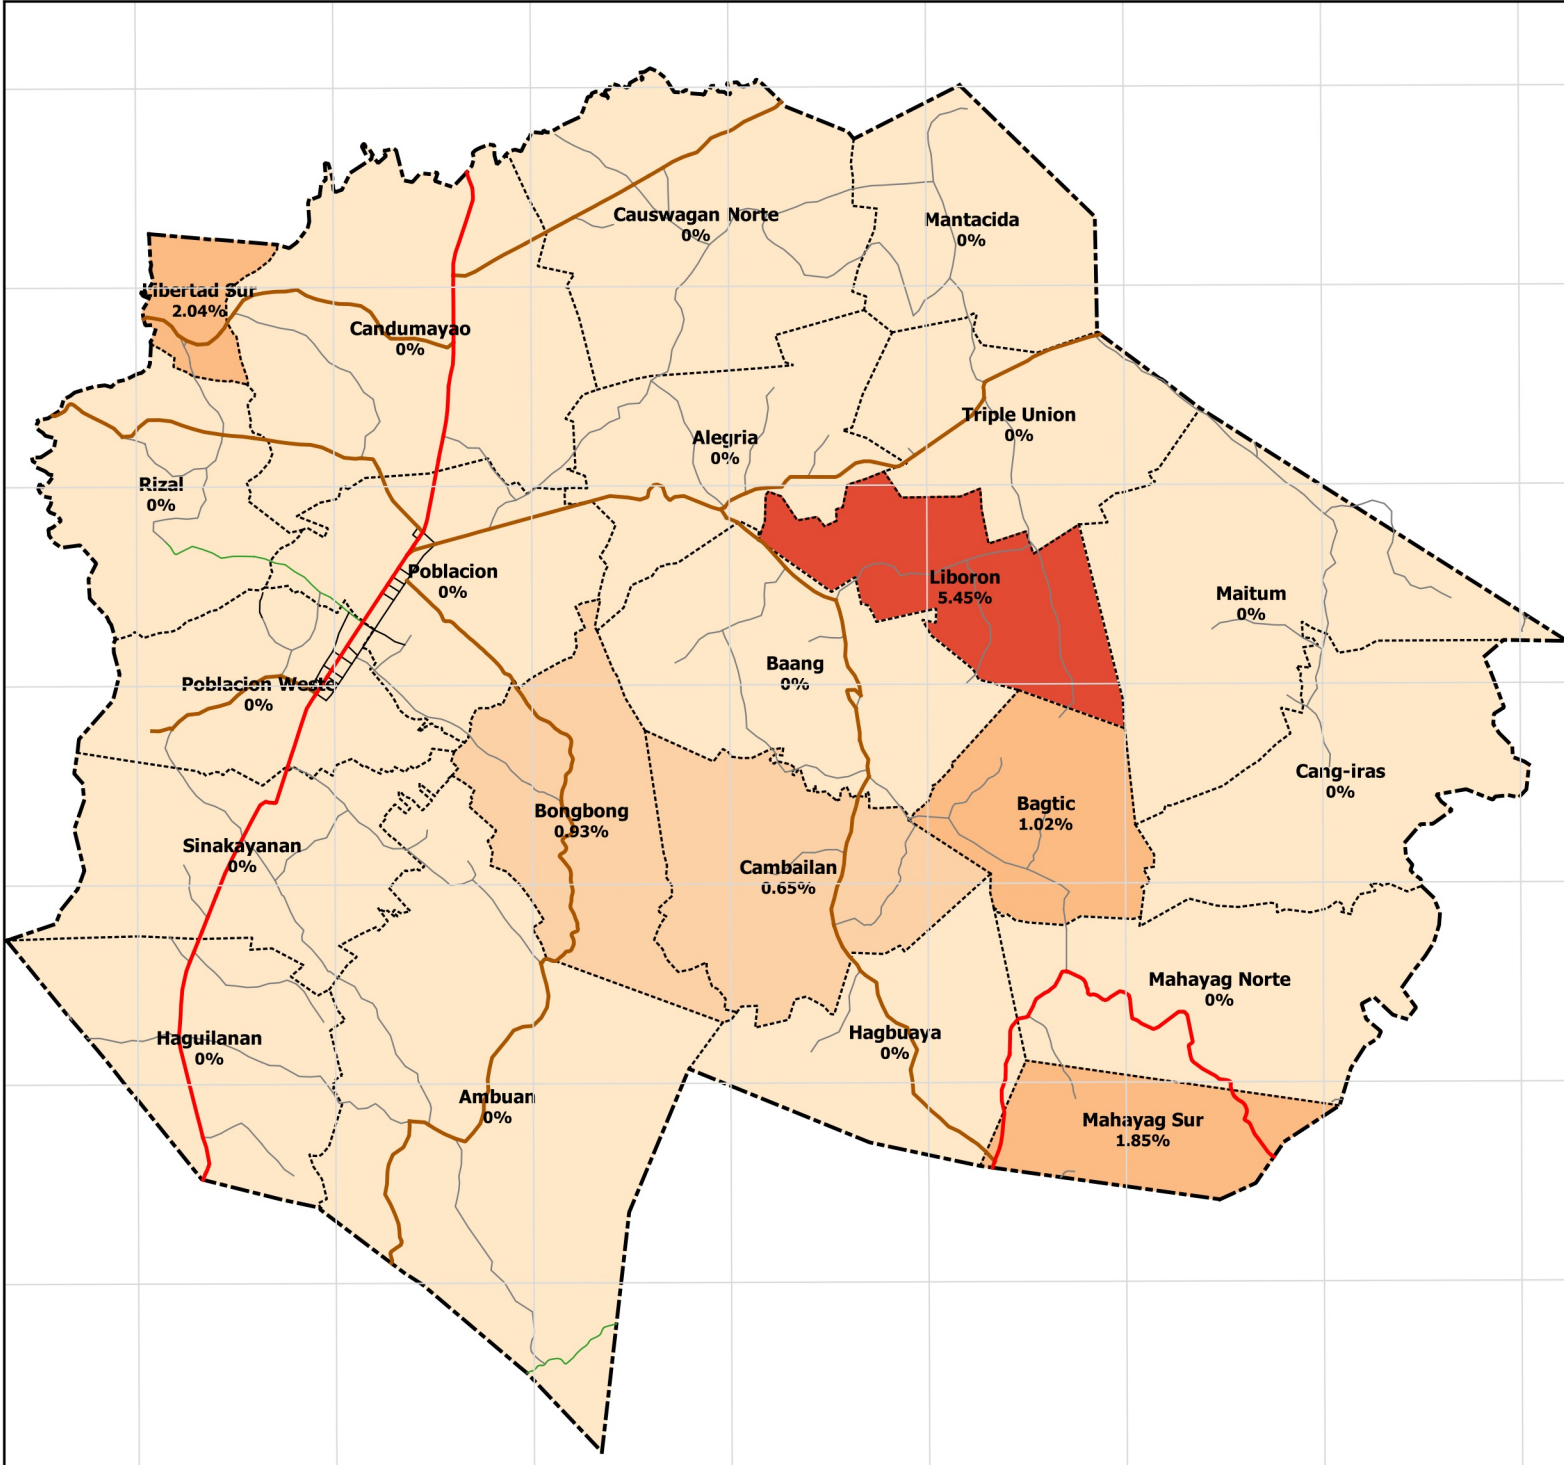 Causwagan Norte
0%
Mantacida
0%
Libertad Sur
2.04%
Candumayao
0%
Triple Union
0%
Alegria
0%
Rizal
0%
Poblacion
0%
Liboron
5.45%
Maitum
0%
Baang
0%
Poblacion Weste
0%
Cang-iras
0%
Bagtic
1.02%
Bongbong
0.93%
Sinakayanan
0%
Cambailan
0.65%
Mahayag Norte
0%
Haguilanan
0%
Hagbuaya
0%
Ambuan
0%
Mahayag Sur
1.85%